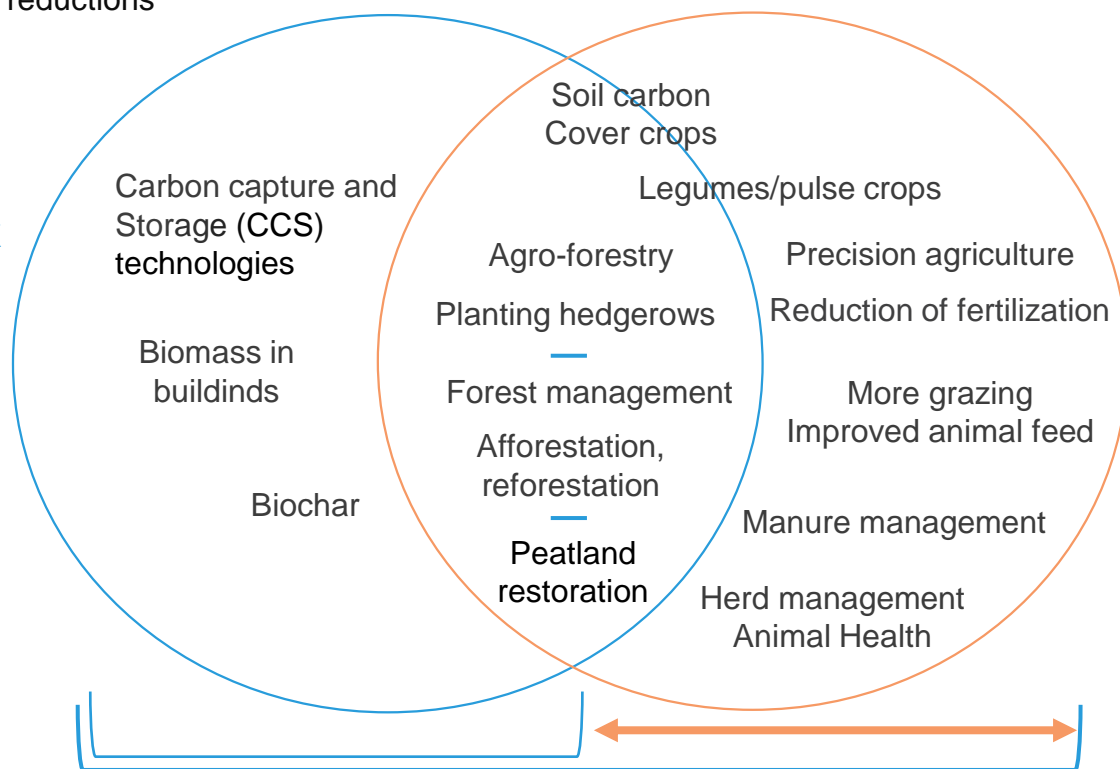 reductions
Soil carbon
Cover crops
Carbon capture and
Storage (CCS)
technologies
Legumes/pulse crops
Agro-forestry
Precision agriculture
Planting hedgerows
Reduction of fertilization
Biomass in
buildinds
Forest management
More grazing
Improved animal feed
Afforestation,
reforestation
Biochar
Manure management
Peatland
restoration
Herd management
Animal Health